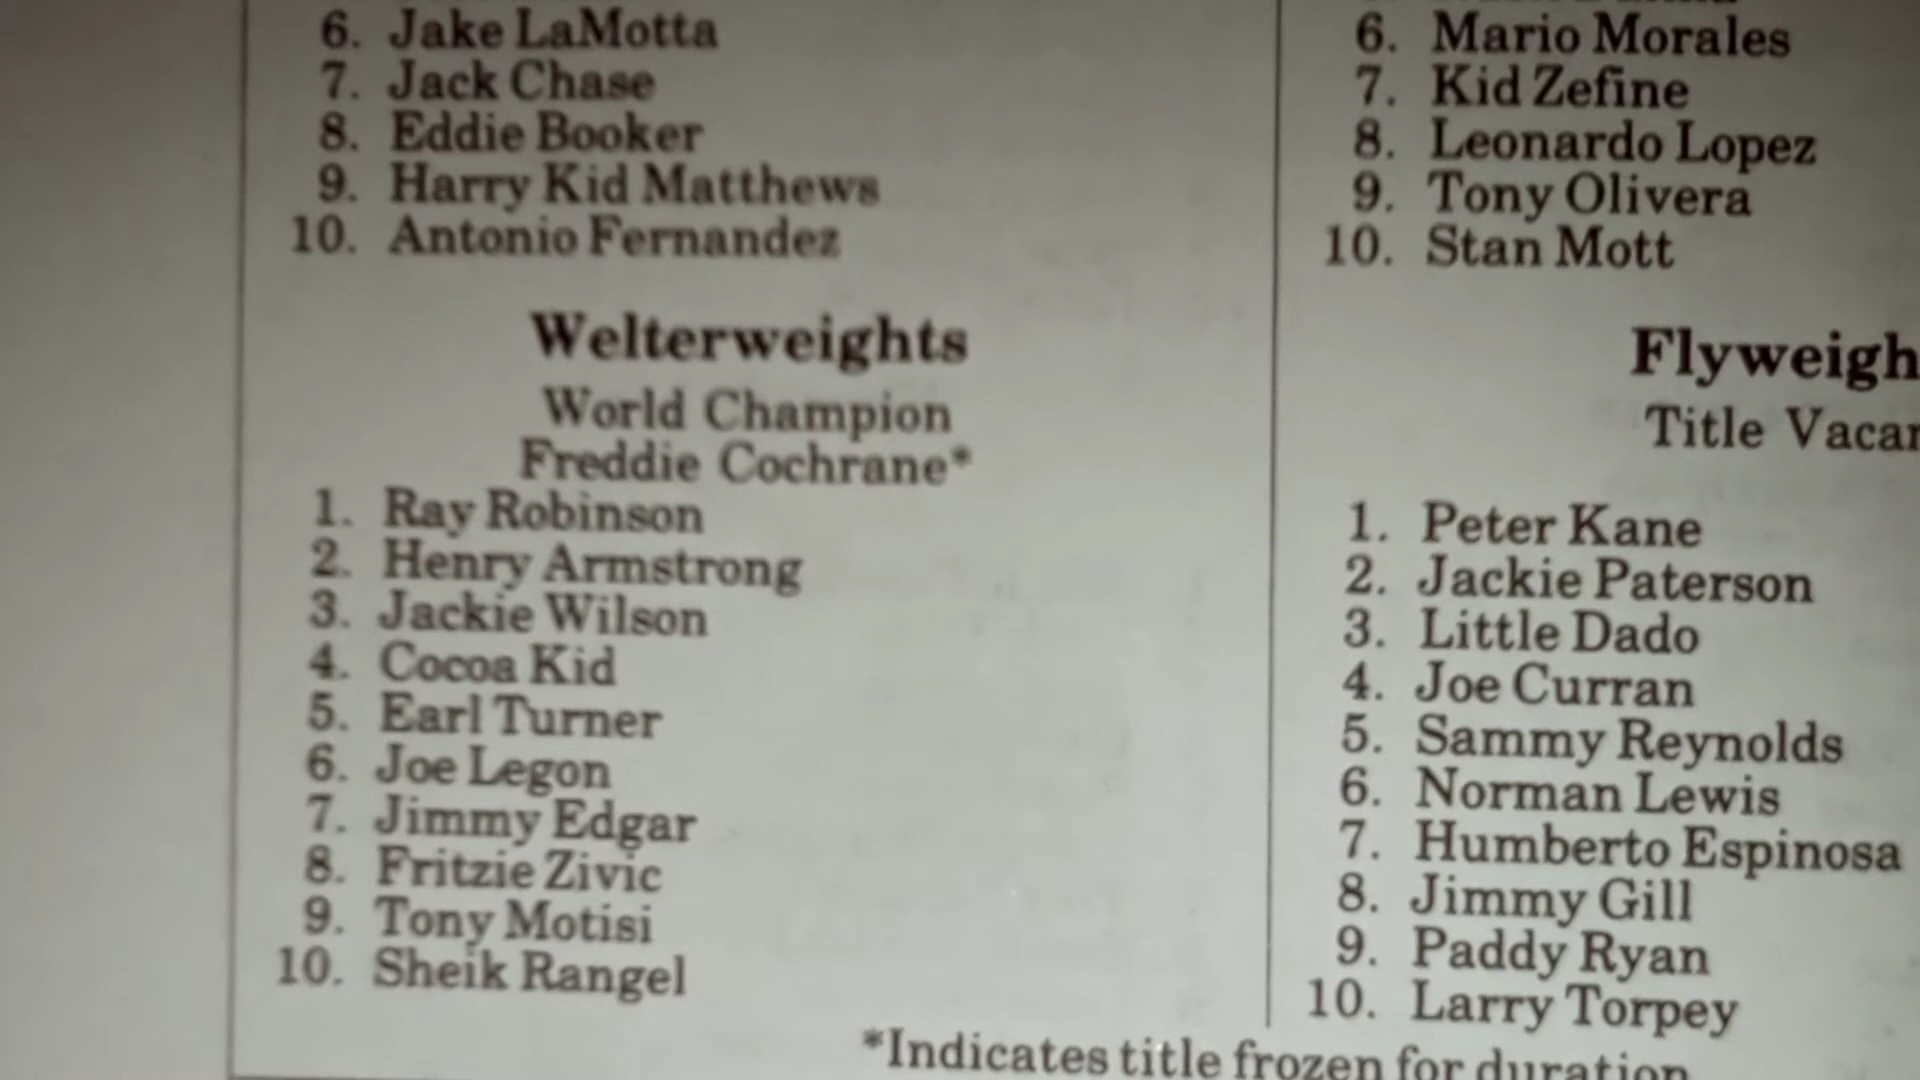 6. Jake LaMotta
7. Jack Chase
8. Eddie Booker
9. Harry Kid Matthews
10. Antonio Fernandez
Welterweights
World Champion
Freddie Cochrane*
1. Ray Robinson
2. Henry Armstrong
3. Jackie Wilson
4. Cocoa Kid
5. Earl Turner
6. Joe Legon
7. Jimmy Edgar
8. Fritzie Zivic
9. Tony Motisi
10. Sheik Rangel
6. Mario Morales
7. Kid Zefine
8. Leonardo Lopez
9. Tony Olivera
10. Stan Mott
Flyweigh
Title Vacan
1. Peter Kane
2. Jackie Paterson
3. Little Dado
4. Joe Curran
5. Sammy Reynolds
6. Norman Lewis
7. Humberto Espinosa
8. Jimmy Gill
9. Paddy Ryan
10. Larry Torpey
*Indicates title frozen for duration